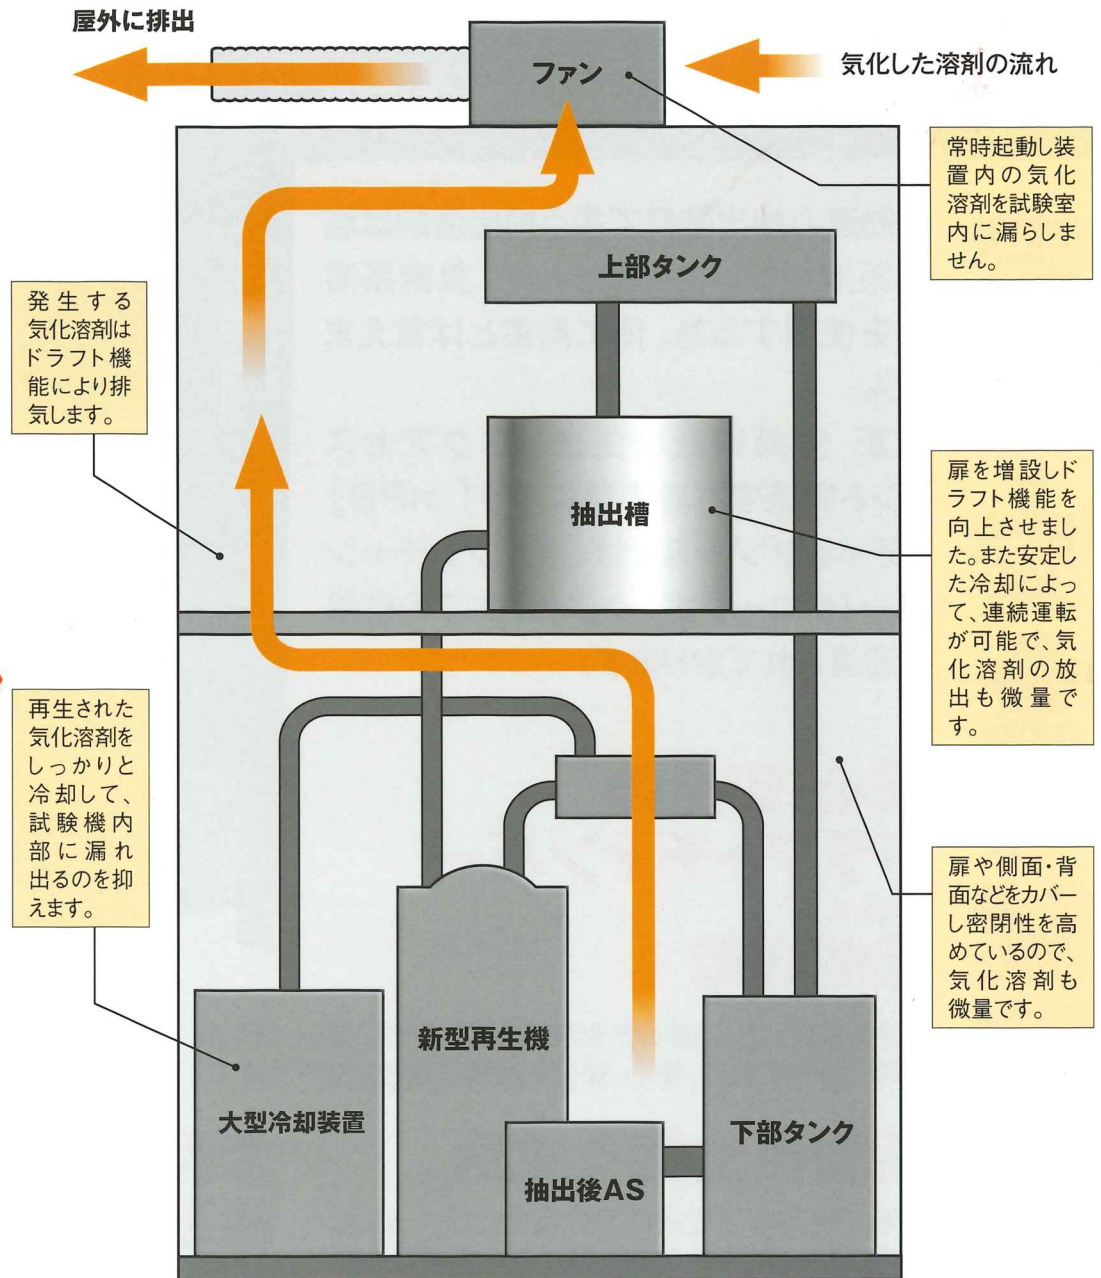 屋外に排出
ファン
気化した溶剤の流れ
常時起動し装
置内の気化
溶剤を試験室
内に漏らしま
せん。
上部タンク
発生する
気化溶剤は
ドラフト機
能により排
気します。
抽出槽
扉を増設しド
ラフト機能を
向上させまし
た。また安定し
た冷却によっ
て、連続運転
が可能で、気
化溶剤の放
出も微量で
す。
再生された
気化溶剤を
しっかりと
冷却して、
試験機内
部に漏れ
出るのを抑
えます。
扉や側面・背
面などをカバー
し密閉性を高
めているので、
気化溶剤も
微量です。
新型再生機
大型冷却装置
下部タンク
抽出後AS